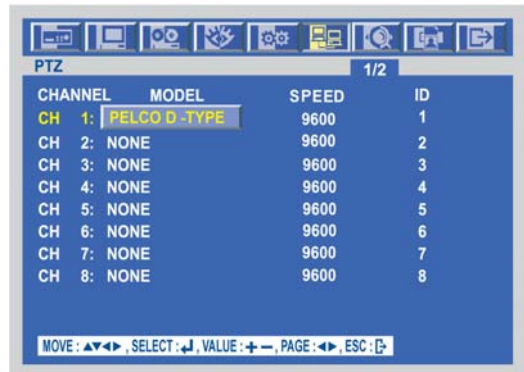 PTZ 1/2
CHANNEL MODEL SPEED ID
CH 1: PELCO D -TYPE 9600 1
CH 2: NONE 9600 2
CH 3: NONE 9600 3
CH 4: NONE 9600 4
CH 5: NONE 9600 5
CH 6: NONE 9600 6
CH 7: NONE 9600 7
CH 8: NONE 9600 8
MOVE : ▲▼◀▶ , SELECT : ↵ , VALUE : + — , PAGE : ◀▶ , ESC :